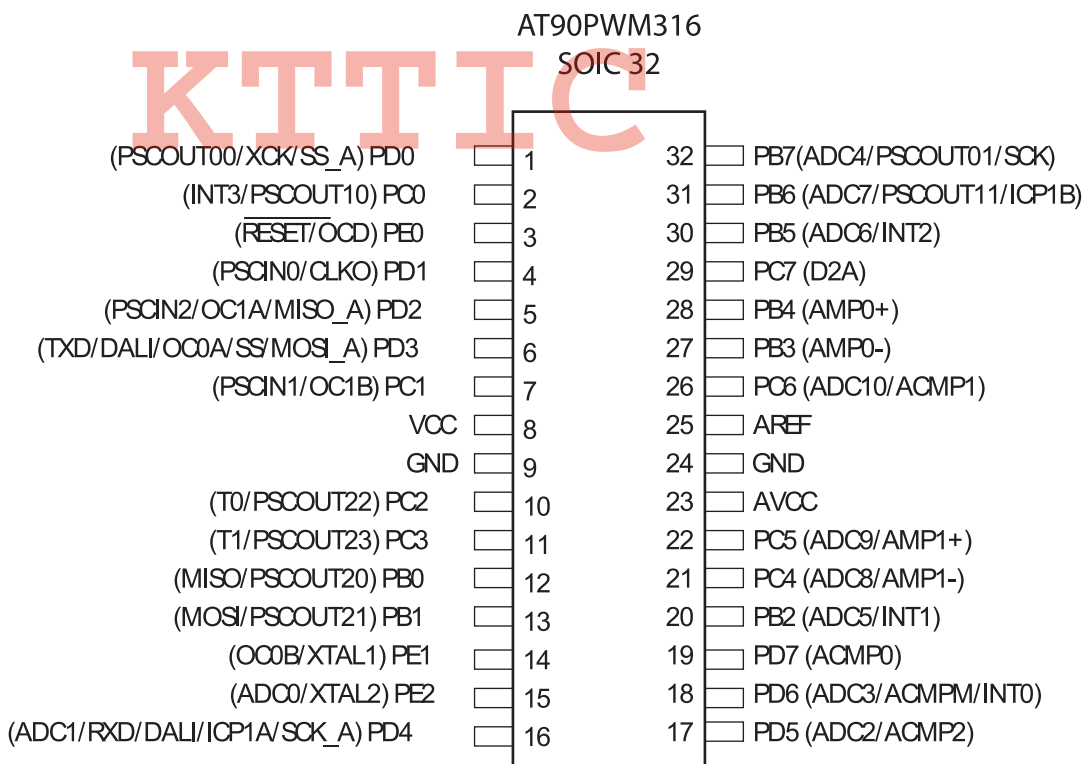 AT90PWM316
SOIC 32
KTTIC
(PSCOUT00/XCK/SS_A) PD0 1
(INT3/PSCOUT10) PC0 2
(RESET/OCD) PE0 3
(PSCIN0/CLKO) PD1 4
(PSCIN2/OC1A/MISO_A) PD2 5
(TXD/DALI/OC0A/SS/MOSI_A) PD3 6
(PSCIN1/OC1B) PC1 7
VCC 8
GND 9
(T0/PSCOUT22) PC2 10
(T1/PSCOUT23) PC3 11
(MISO/PSCOUT20) PB0 12
(MOSI/PSCOUT21) PB1 13
(OC0B/XTAL1) PE1 14
(ADC0/XTAL2) PE2 15
(ADC1/RXD/DALI/ICP1A/SCK_A) PD4 16
32 PB7(ADC4/PSCOUT01/SCK)
31 PB6 (ADC7/PSCOUT11/ICP1B)
30 PB5 (ADC6/INT2)
29 PC7 (D2A)
28 PB4 (AMP0+)
27 PB3 (AMP0-)
26 PC6 (ADC10/ACMP1)
25 AREF
24 GND
23 AVCC
22 PC5 (ADC9/AMP1+)
21 PC4 (ADC8/AMP1-)
20 PB2 (ADC5/INT1)
19 PD7 (ACMP0)
18 PD6 (ADC3/ACMPM/INT0)
17 PD5 (ADC2/ACMP2)